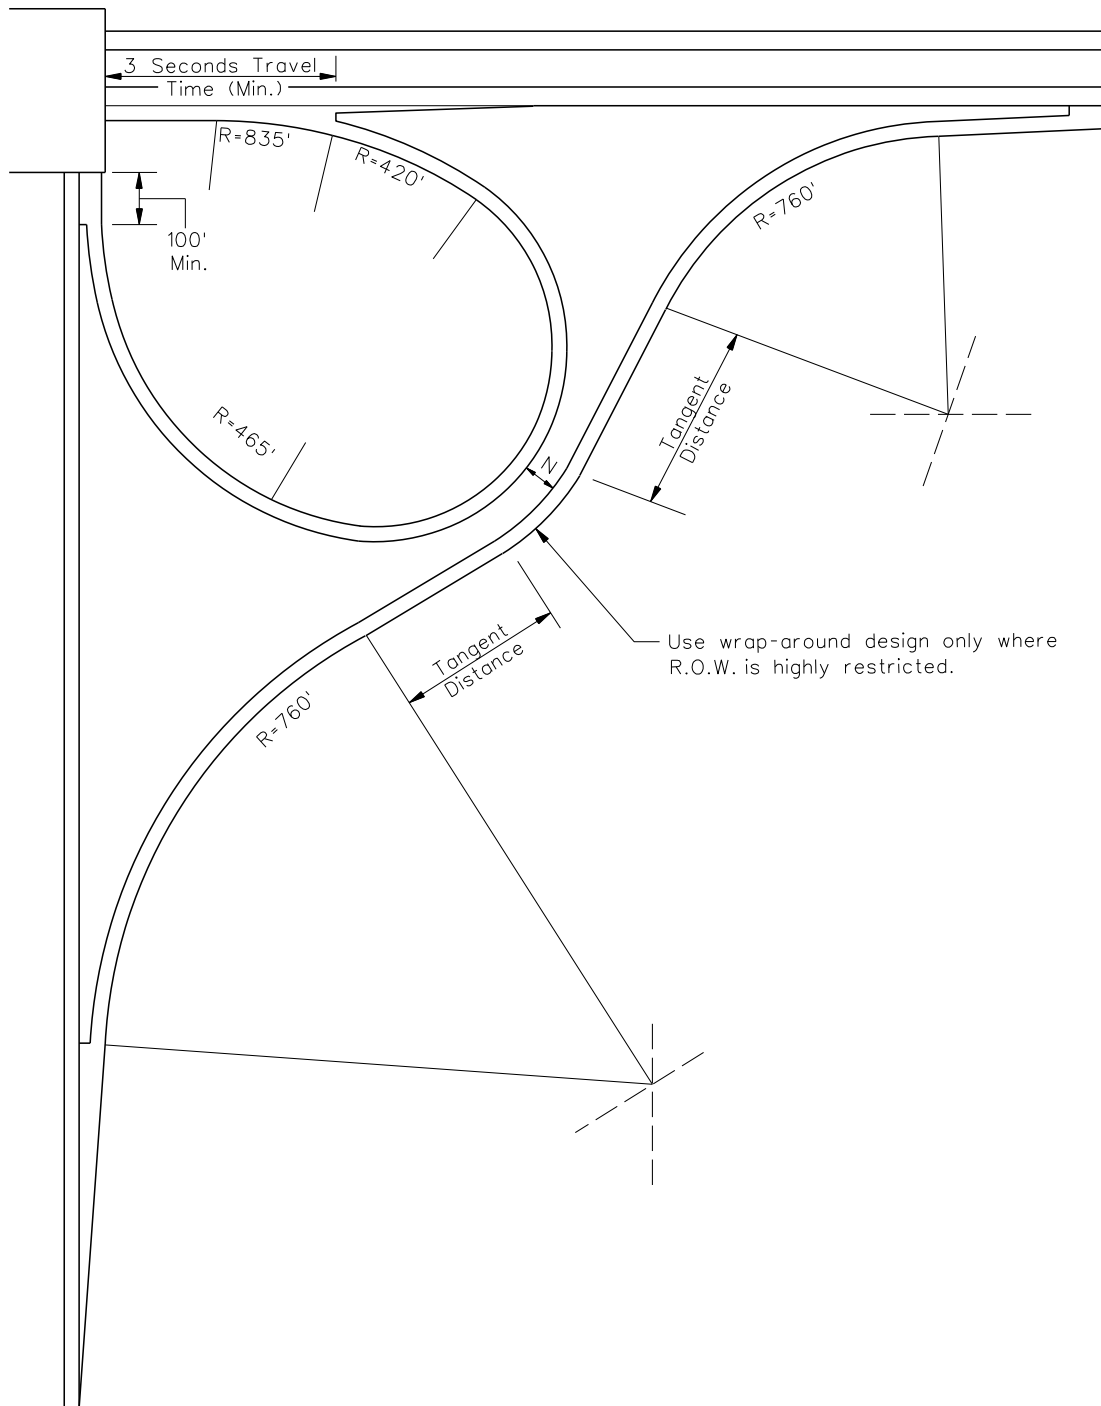 3 Seconds Travel
Time (Min.)
R=835'
R=420'
R=760'
100'
Min.
R=465'
Tangent
Distance
N
Use wrap-around design only where
R.O.W. is highly restricted.
Tangent
Distance
R=760'